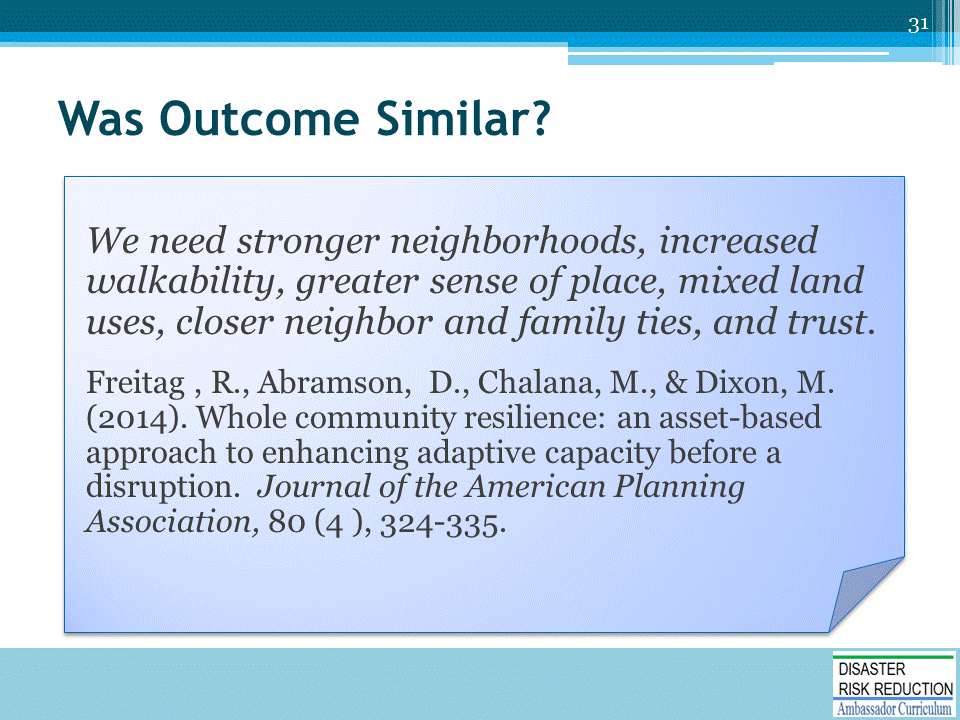 31
Was Outcome Similar?
We need stronger neighborhoods, increased
walkability, greater sense of place, mixed land
uses, closer neighbor and family ties, and trust.
Freitag , R., Abramson,  D., Chalana, M., & Dixon, M.
(2014). Whole community resilience: an asset-based
approach to enhancing adaptive capacity before a
disruption.  Journal of the American Planning
Association, 80 (4 ), 324-335.
DISASTER
RISK REDUCTION
Ambassador Curriculum